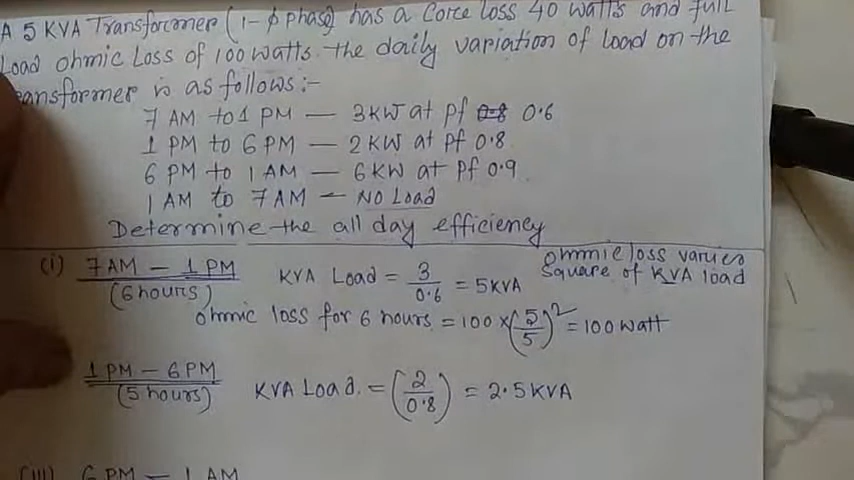 A 5 KVA Transformer (1-ϕ phase) has a Core loss 40 watts and full
Load ohmic Loss of 100 watts. the daily variation of load on the
transformer is as follows:-
7 AM to 1 PM — 3KW at pf 0.6
1 PM to 6 PM — 2 KW at pf 0.8
6 PM to 1 AM — 6 KW at pf 0.9
1 AM to 7 AM — NO Load
Determine the all day efficiency
(i) 7AM — 1 PM
(6 hours)
KVA Load = 3/0.6 = 5KVA
ohmic loss varies
Square of KVA load
ohmic loss for 6 hours = 100 × (5/5)² = 100 watt
1 PM — 6 PM
(5 hours)
KVA Load = (2/0.8) = 2.5 KVA
(iii) 6 PM — 1 AM